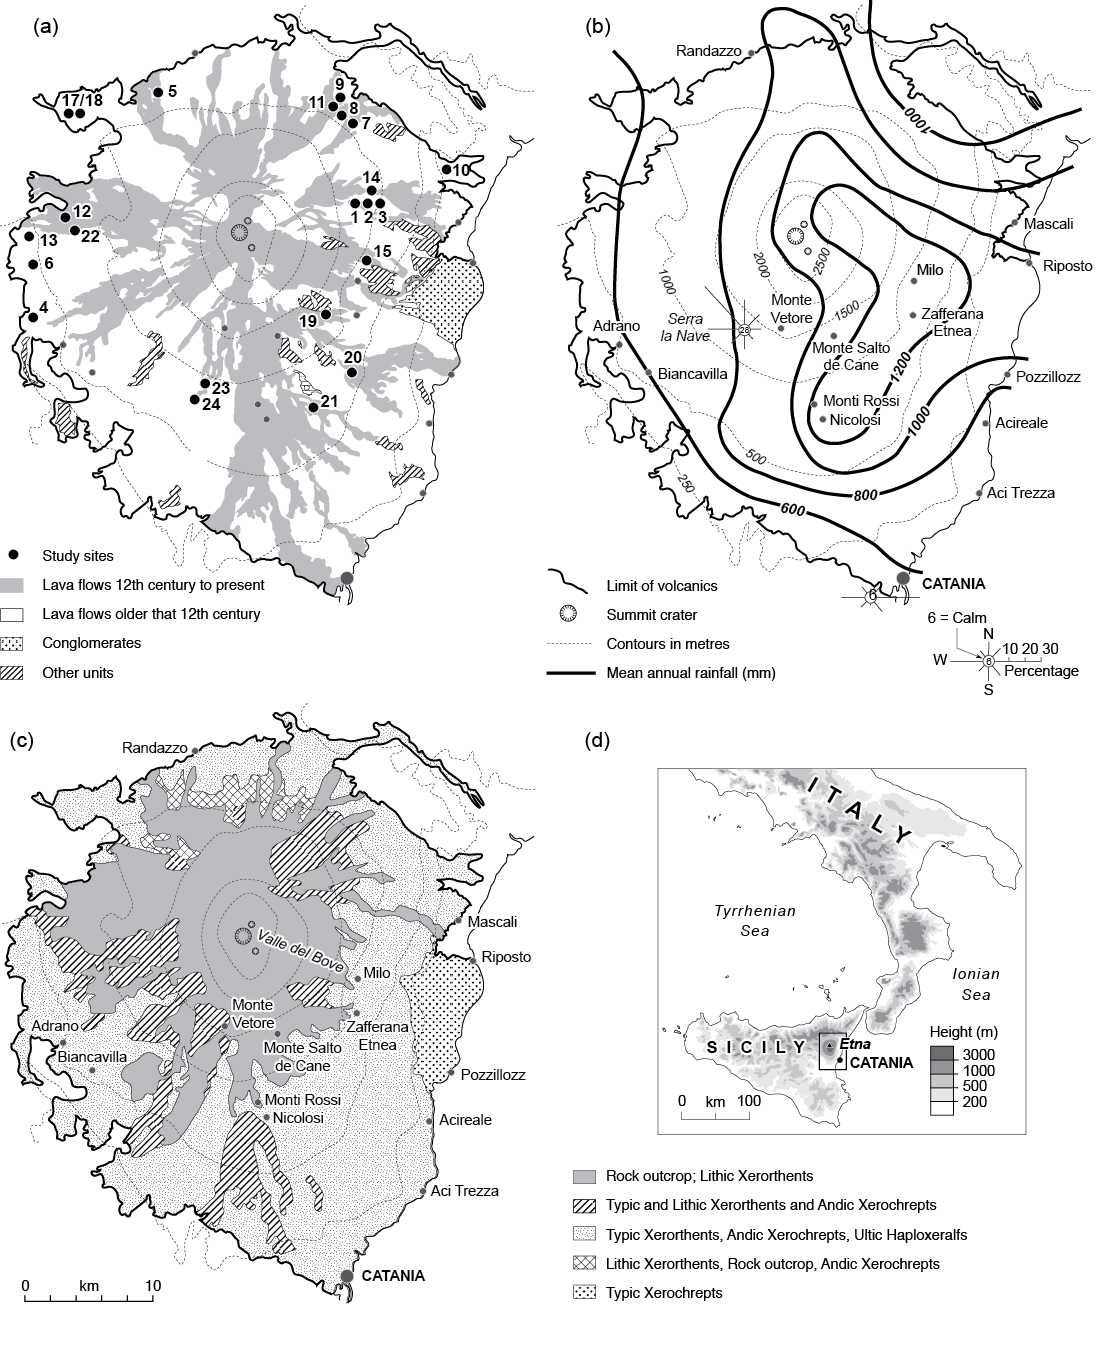 (a)
17/18
5
9
11
8
7
10
14
1 2 3
12
22
13
6
15
4
19
20
23
24
21
Study sites
Lava flows 12th century to present
Lava flows older that 12th century
Conglomerates
Other units
(b)
Randazzo
1000
Mascali
Riposto
2000
2500
1000
Milo
Monte
Vetore
1500
Zafferana
Etnea
Serra
la Nave
28
Adrano
Monte Salto
de Cane
1200
Biancavilla
Pozzillozz
Monti Rossi
Nicolosi
1000
Acireale
500
250
800
Aci Trezza
600
CATANIA
6
Limit of volcanics
Summit crater
Contours in metres
Mean annual rainfall (mm)
6 = Calm
N
10 20 30
W
6
Percentage
S
(c)
Randazzo
Mascali
Valle del Bove
Riposto
Milo
Monte
Vetore
Adrano
Zafferana
Etnea
Biancavilla
Monte Salto
de Cane
Pozzillozz
Monti Rossi
Nicolosi
Acireale
Aci Trezza
CATANIA
0 km 10
(d)
ITALY
Tyrrhenian
Sea
Ionian
Sea
SICILY
Etna
CATANIA
Height (m)
3000
1000
500
200
0 km 100
Rock outcrop; Lithic Xerorthents
Typic and Lithic Xerorthents and Andic Xerochrepts
Typic Xerorthents, Andic Xerochrepts, Ultic Haploxeralfs
Lithic Xerorthents, Rock outcrop, Andic Xerochrepts
Typic Xerochrepts